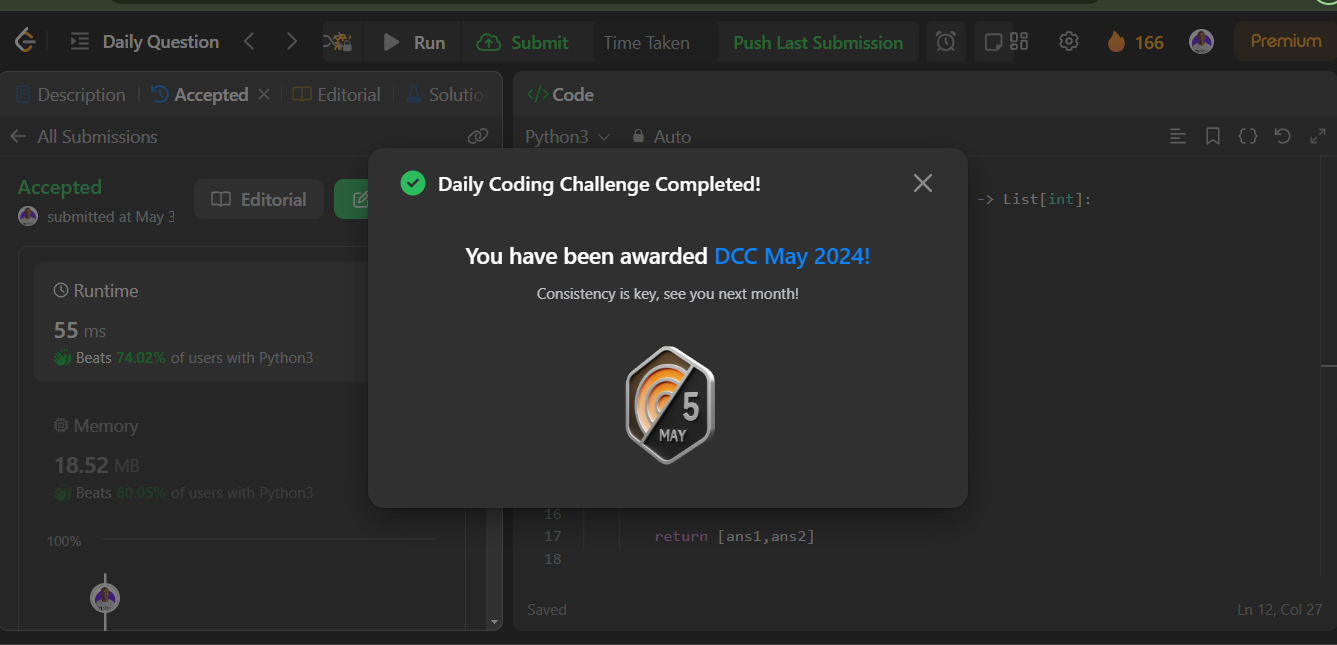 Daily Question
Run
Submit
Time Taken
Push Last Submission
166
Premium
Description
Accepted
Editorial
Solutio
</> Code
All Submissions
Python3
Auto
Accepted
submitted at May 3
Editorial
Runtime
55 ms
Beats 74.02% of users with Python3
Memory
18.52 MB
Beats 60.05% of users with Python3
100%
Daily Coding Challenge Completed!
You have been awarded DCC May 2024!
Consistency is key, see you next month!
5
MAY
-> List[int]:
16
17 return [ans1,ans2]
18
Saved
Ln 12, Col 27